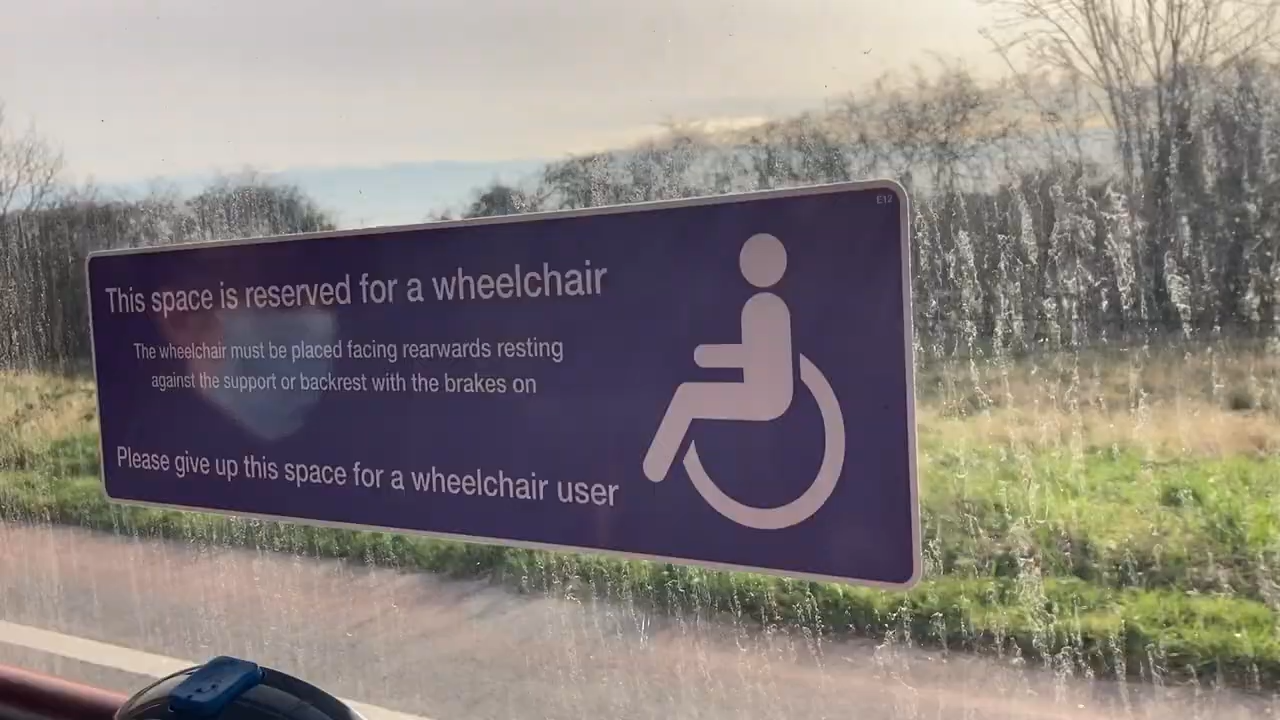 E12
This space is reserved for a wheelchair
The wheelchair must be placed facing rearwards resting
against the support or backrest with the brakes on
Please give up this space for a wheelchair user